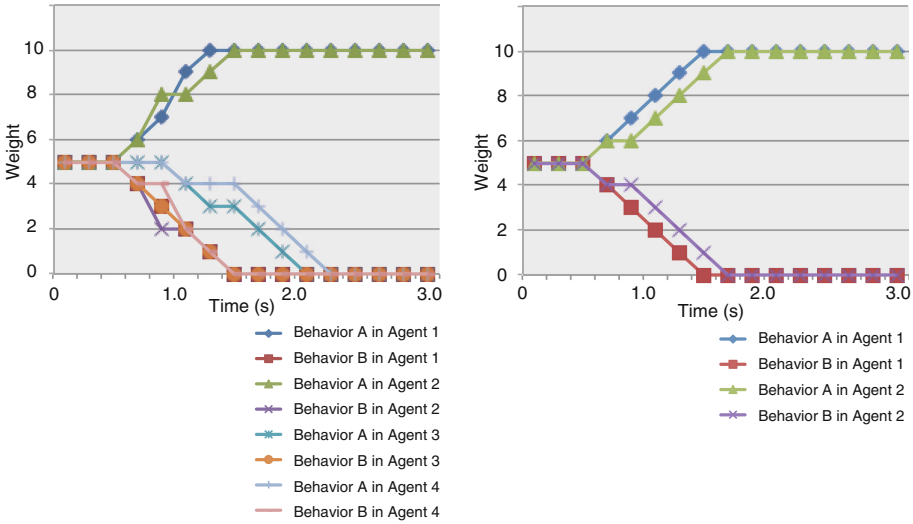 10
8
6
4
2
0
Weight
0
1.0
2.0
3.0
Time (s)
Behavior A in Agent 1
Behavior B in Agent 1
Behavior A in Agent 2
Behavior B in Agent 2
Behavior A in Agent 3
Behavior B in Agent 3
Behavior A in Agent 4
Behavior B in Agent 4
10
8
6
4
2
0
Weight
0
1.0
2.0
3.0
Time (s)
Behavior A in Agent 1
Behavior B in Agent 1
Behavior A in Agent 2
Behavior B in Agent 2